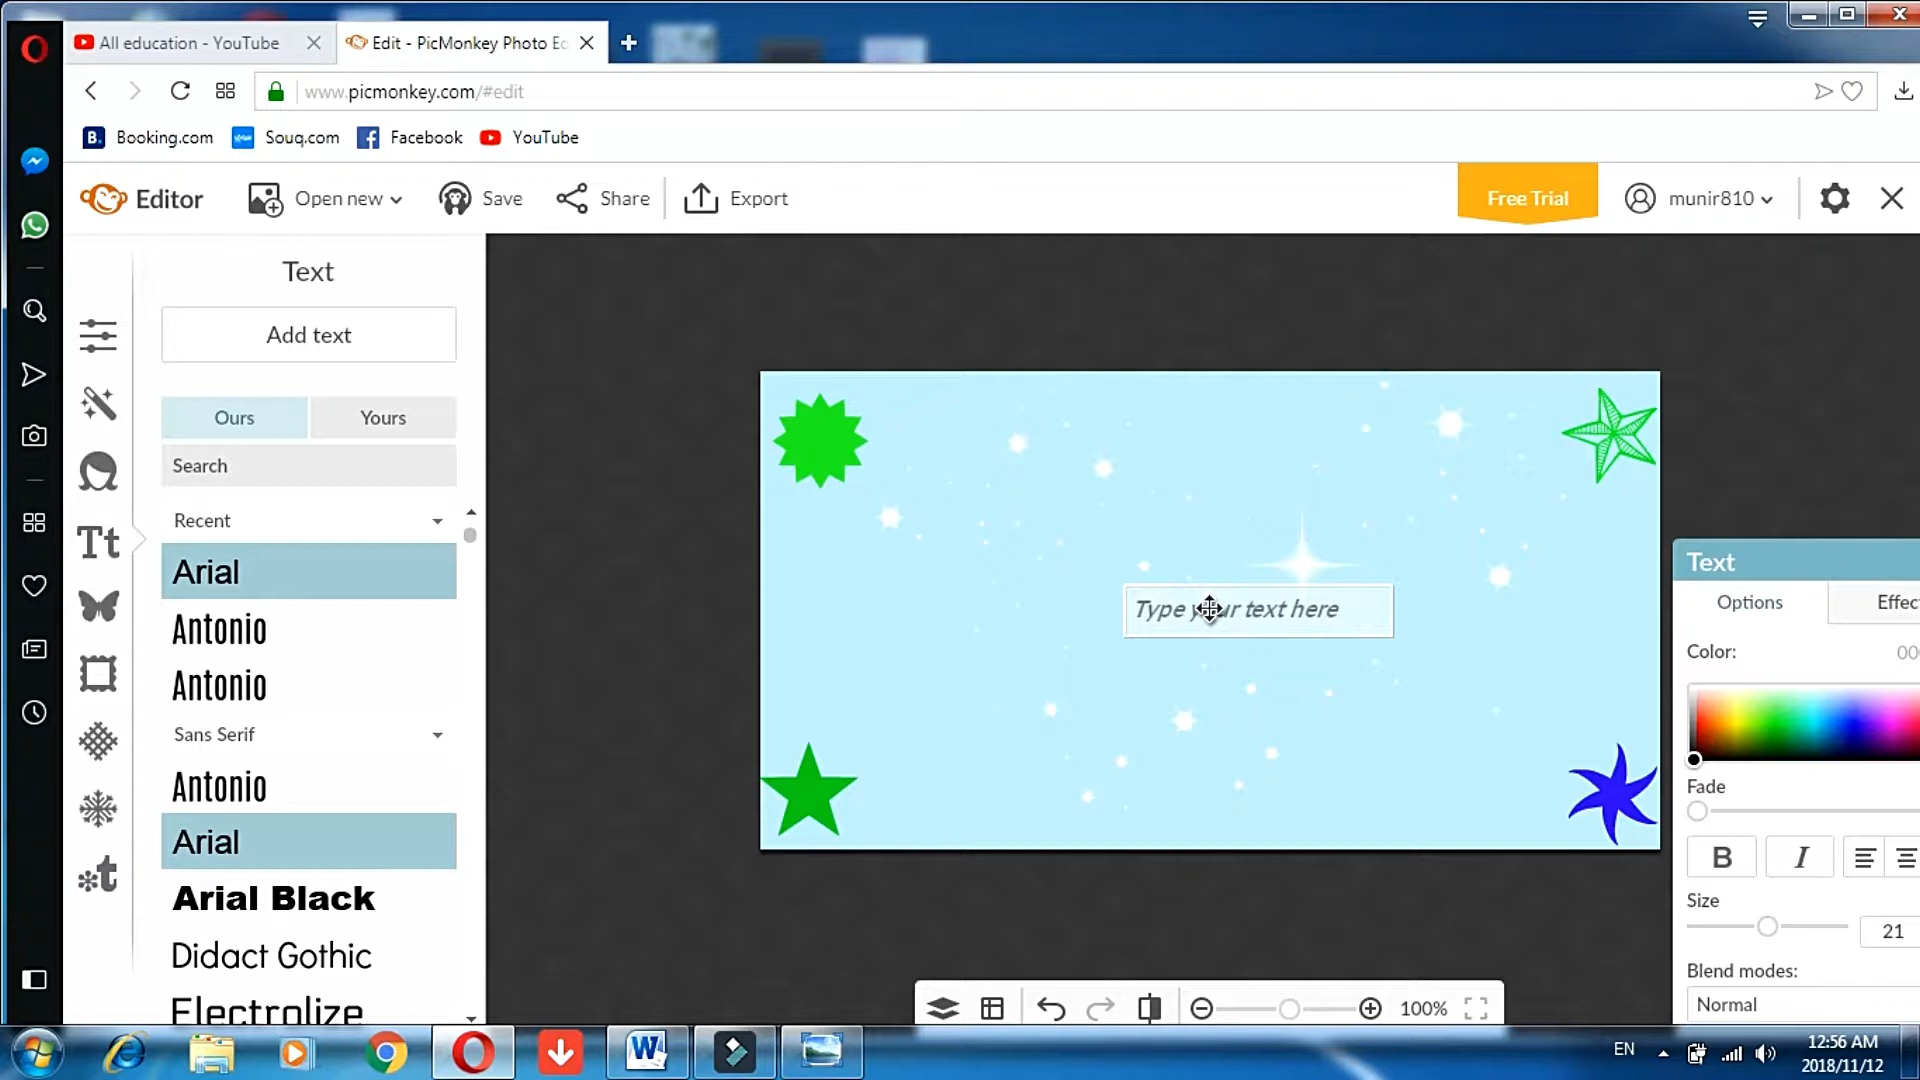 All education - YouTube
Edit - PicMonkey Photo Ec
www.picmonkey.com/#edit
Booking.com
Souq.com
Facebook
YouTube
Editor
Open new
Save
Share
Export
Free Trial
munir810
Text
Add text
Ours
Yours
Search
Recent
Arial
Antonio
Antonio
Sans Serif
Antonio
Arial
Arial Black
Didact Gothic
Electrolize
Type your text here
Text
Options
Effec
Color:
00
Fade
B
I
Size
21
Blend modes:
Normal
100%
EN
12:56 AM
2018/11/12